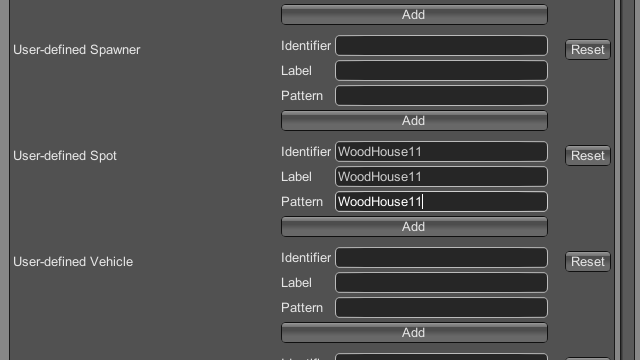 Add
User-defined Spawner Identifier Reset
Label
Pattern
Add
User-defined Spot Identifier WoodHouse11 Reset
Label WoodHouse11
Pattern WoodHouse11
Add
User-defined Vehicle Identifier Reset
Label
Pattern
Add